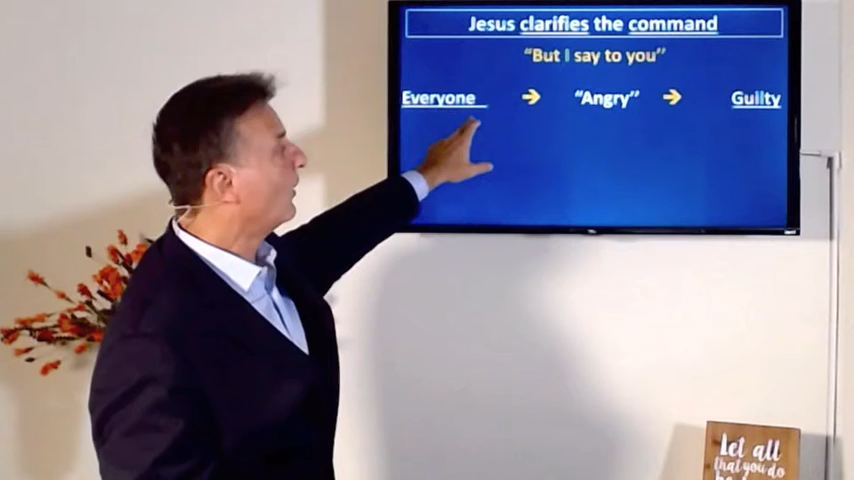 Jesus clarifies the command
“But I say to you”
Everyone ➔ “Angry” ➔ Guilty
Let all
that you do